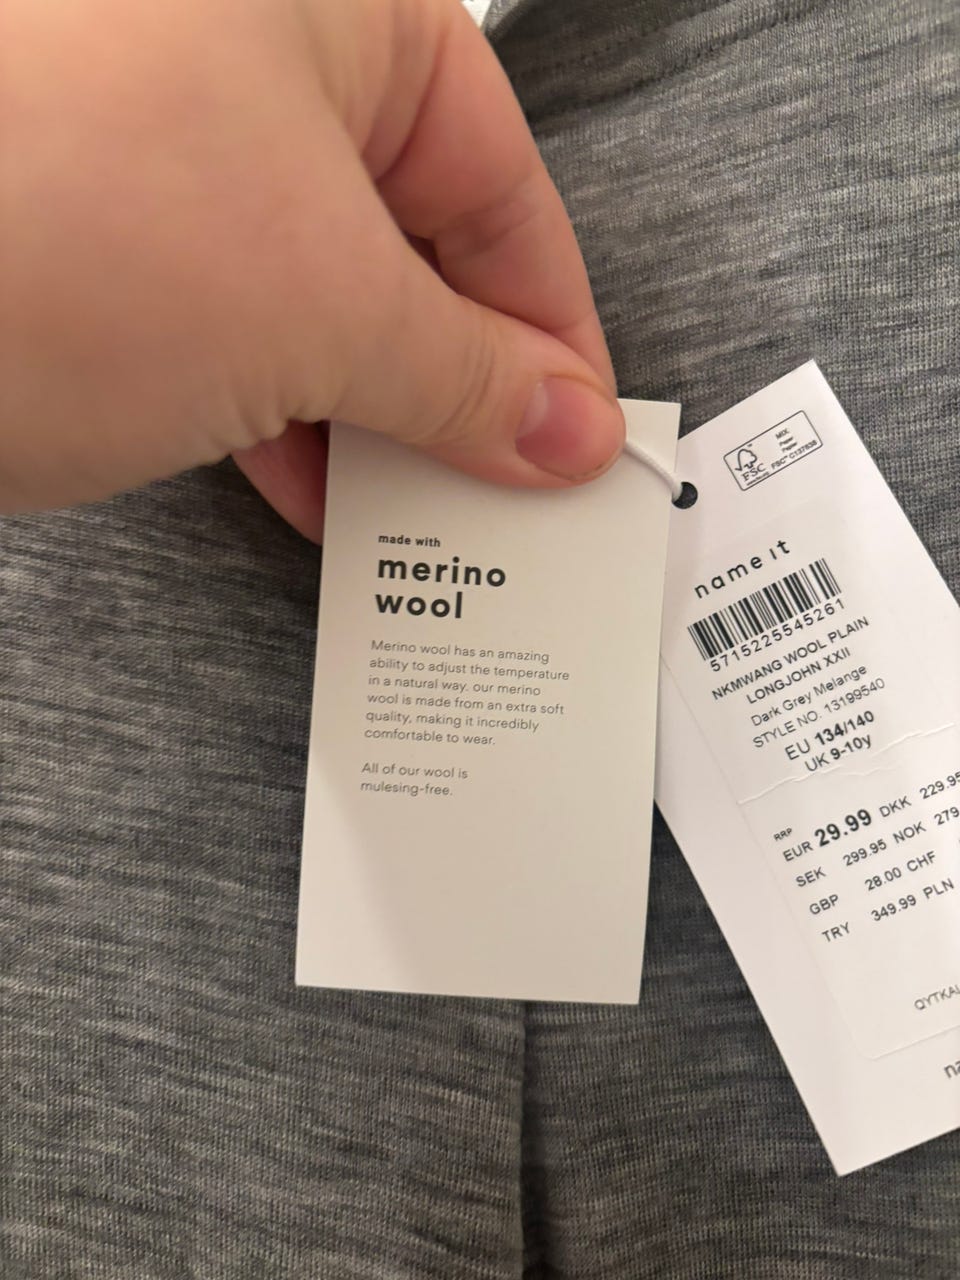 made with
merino
wool
Merino wool has an amazing
ability to adjust the temperature
in a natural way. our merino
wool is made from an extra soft
quality, making it incredibly
comfortable to wear.
All of our wool is
mulesing-free.
FSC
MIX
Paper
FSC™ C137638
name it
5715225545261
NKMWANG WOOL PLAIN
LONGJOHN XXII
Dark Grey Melange
STYLE NO. 13199540
EU 134/140
UK 9-10y
RRP
EUR 29.99 DKK 229.95
SEK 299.95 NOK 279.
GBP 28.00 CHF
TRY 349.99 PLN
QYTKAL
na